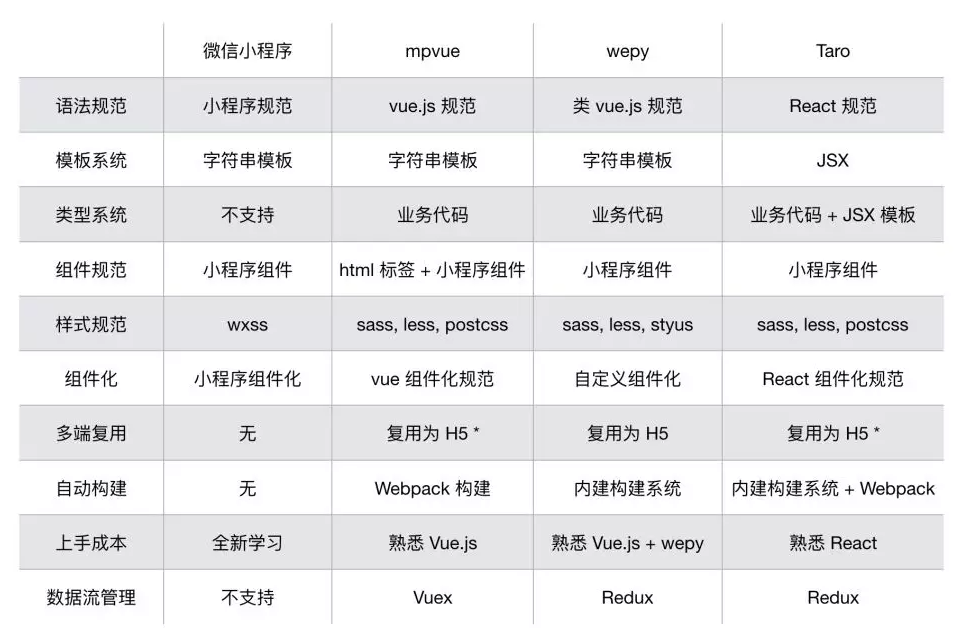 微信小程序 mpvue wepy Taro
语法规范 小程序规范 vue.js 规范 类 vue.js 规范 React 规范
模板系统 字符串模板 字符串模板 字符串模板 JSX
类型系统 不支持 业务代码 业务代码 业务代码 + JSX 模板
组件规范 小程序组件 html 标签 + 小程序组件 小程序组件 小程序组件
样式规范 wxss sass, less, postcss sass, less, styus sass, less, postcss
组件化 小程序组件化 vue 组件化规范 自定义组件化 React 组件化规范
多端复用 无 复用为 H5 * 复用为 H5 复用为 H5 *
自动构建 无 Webpack 构建 内建构建系统 内建构建系统 + Webpack
上手成本 全新学习 熟悉 Vue.js 熟悉 Vue.js + wepy 熟悉 React
数据流管理 不支持 Vuex Redux Redux